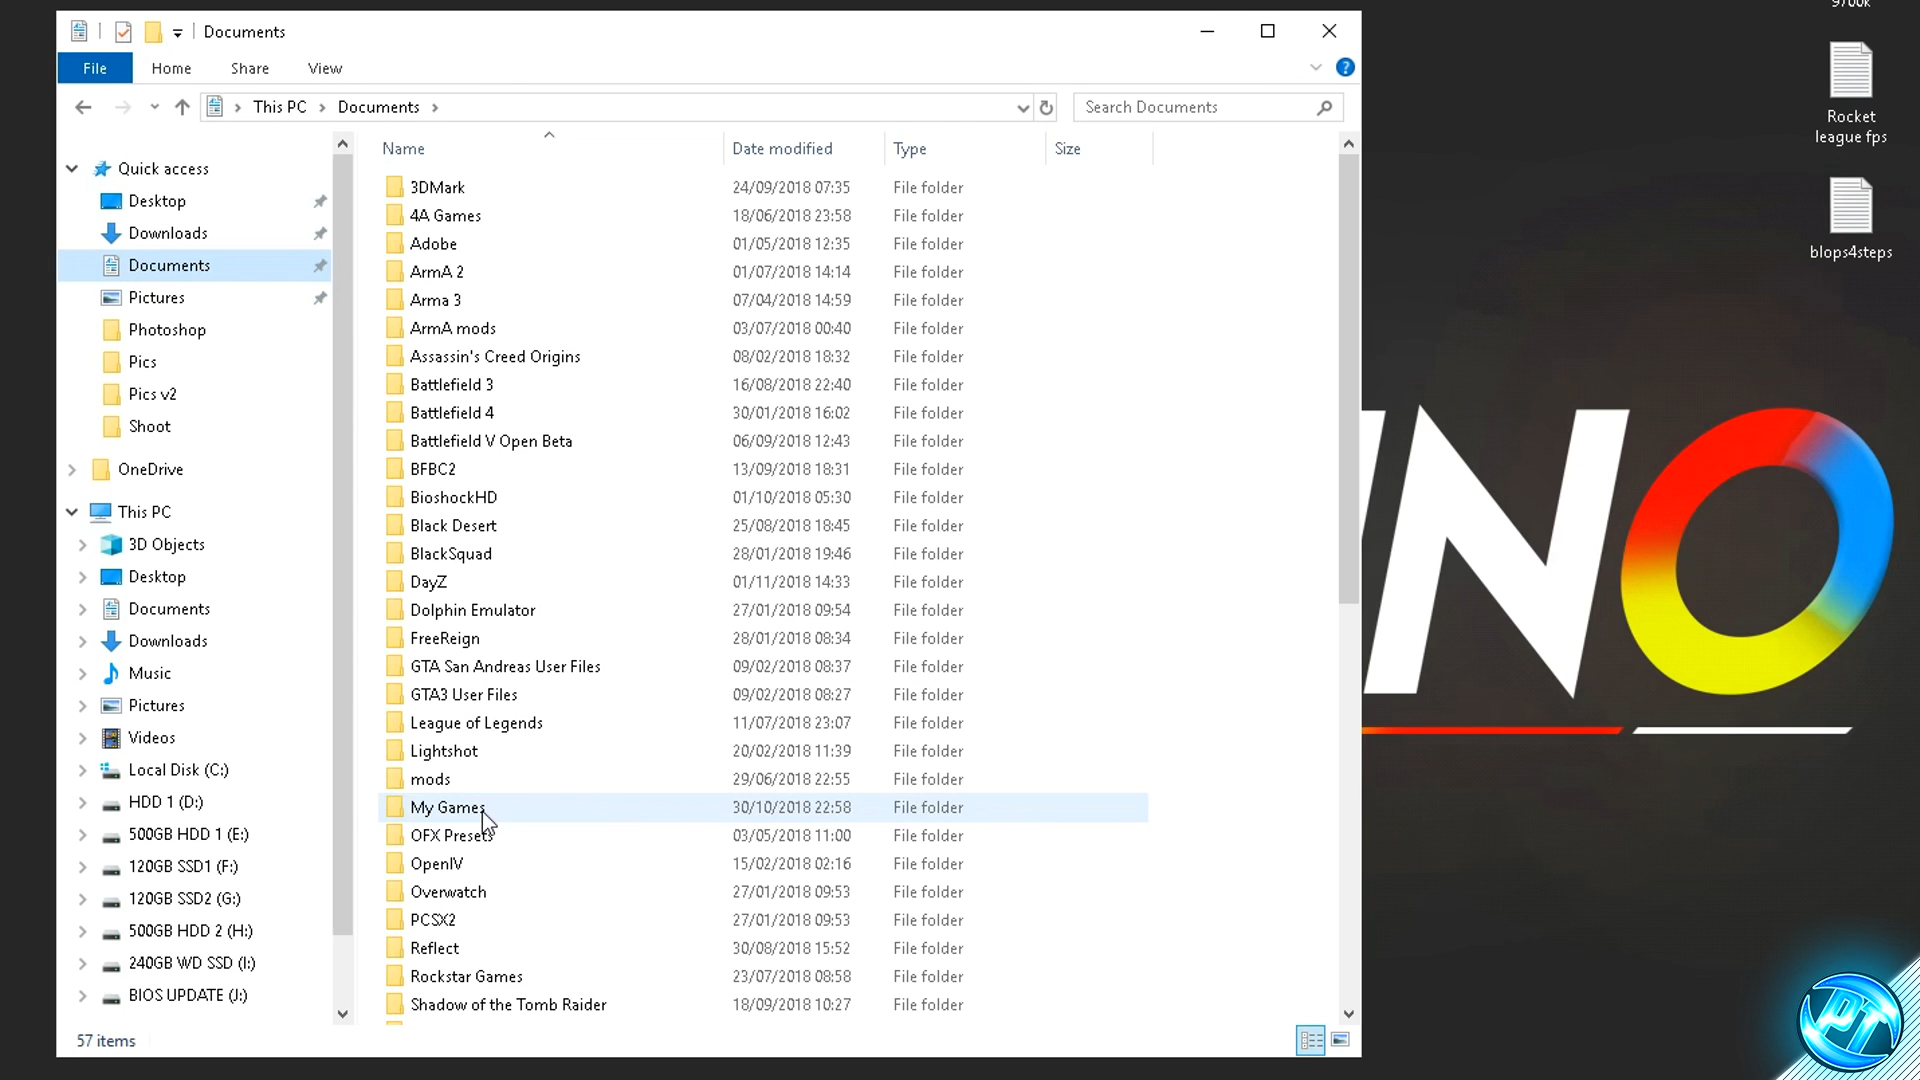 Documents
File Home Share View
This PC Documents
Search Documents
Quick access
Desktop
Downloads
Documents
Pictures
Photoshop
Pics
Pics v2
Shoot
OneDrive
This PC
3D Objects
Desktop
Documents
Downloads
Music
Pictures
Videos
Local Disk (C:)
HDD 1 (D:)
500GB HDD 1 (E:)
120GB SSD1 (F:)
120GB SSD2 (G:)
500GB HDD 2 (H:)
240GB WD SSD (I:)
BIOS UPDATE (J:)
Name Date modified Type Size
3DMark 24/09/2018 07:35 File folder
4A Games 18/06/2018 23:58 File folder
Adobe 01/05/2018 12:35 File folder
ArmA 2 01/07/2018 14:14 File folder
Arma 3 07/04/2018 14:59 File folder
ArmA mods 03/07/2018 00:40 File folder
Assassin's Creed Origins 08/02/2018 18:32 File folder
Battlefield 3 16/08/2018 22:40 File folder
Battlefield 4 30/01/2018 16:02 File folder
Battlefield V Open Beta 06/09/2018 12:43 File folder
BFBC2 13/09/2018 18:31 File folder
BioshockHD 01/10/2018 05:30 File folder
Black Desert 25/08/2018 18:45 File folder
BlackSquad 28/01/2018 19:46 File folder
DayZ 01/11/2018 14:33 File folder
Dolphin Emulator 27/01/2018 09:54 File folder
FreeReign 28/01/2018 08:34 File folder
GTA San Andreas User Files 09/02/2018 08:37 File folder
GTA3 User Files 09/02/2018 08:27 File folder
League of Legends 11/07/2018 23:07 File folder
Lightshot 20/02/2018 11:39 File folder
mods 29/06/2018 22:55 File folder
My Games 30/10/2018 22:58 File folder
OFX Presets 03/05/2018 11:00 File folder
OpenIV 15/02/2018 02:16 File folder
Overwatch 27/01/2018 09:53 File folder
PCSX2 27/01/2018 09:53 File folder
Reflect 30/08/2018 15:52 File folder
Rockstar Games 23/07/2018 08:58 File folder
Shadow of the Tomb Raider 18/09/2018 10:27 File folder
57 items
9700k
Rocket
league fps
blops4steps
NO
PT